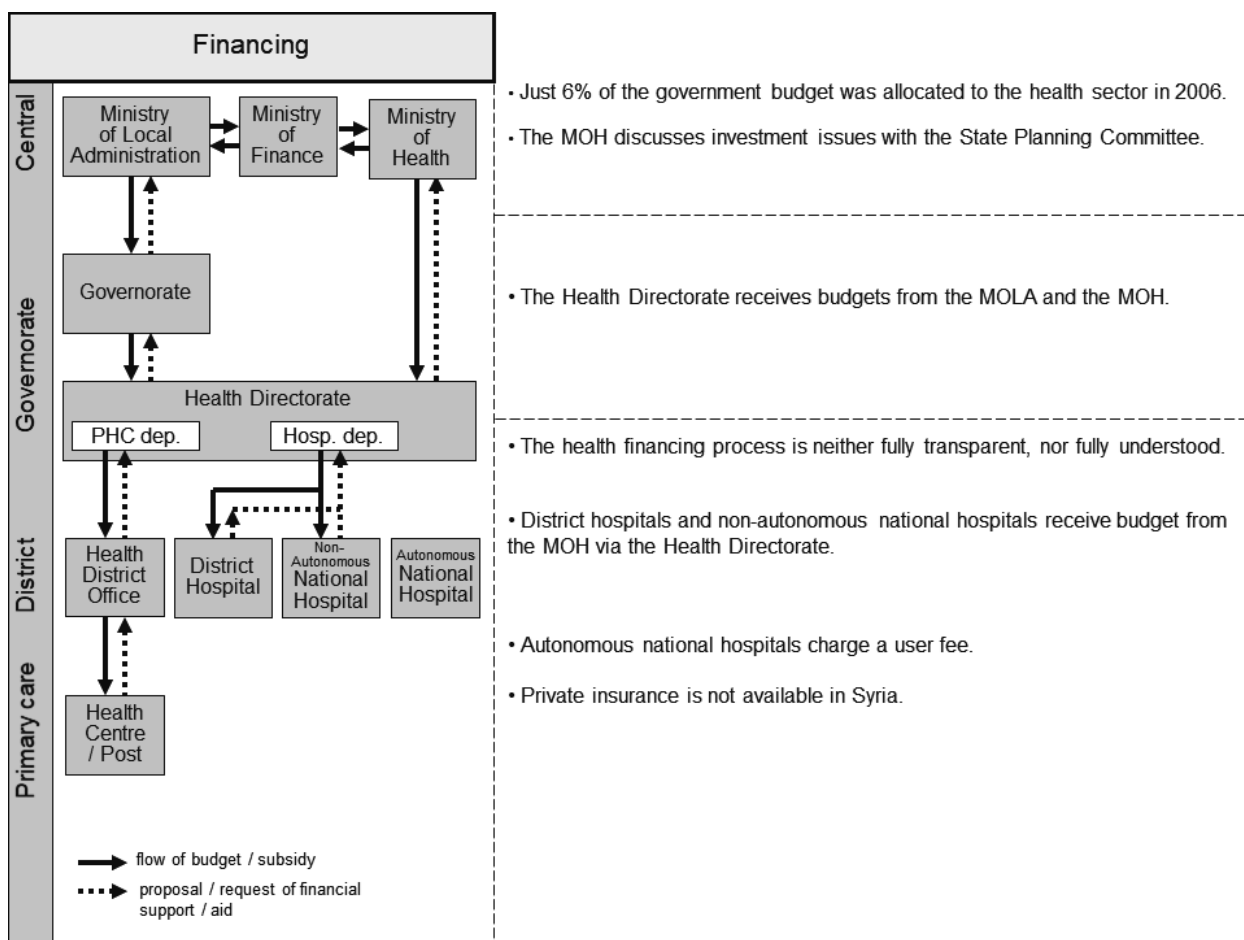 Financing
Central
Ministry
of Local
Administration
Ministry
of
Finance
Ministry
of
Health
• Just 6% of the government budget was allocated to the health sector in 2006.
• The MOH discusses investment issues with the State Planning Committee.
Governorate
Governorate
• The Health Directorate receives budgets from the MOLA and the MOH.
Health Directorate
PHC dep.
Hosp. dep.
District
Health
District
Office
District
Hospital
Non-
Autonomous
National
Hospital
Autonomous
National
Hospital
• The health financing process is neither fully transparent, nor fully understood.
• District hospitals and non-autonomous national hospitals receive budget from
the MOH via the Health Directorate.
• Autonomous national hospitals charge a user fee.
• Private insurance is not available in Syria.
Primary care
Health
Centre
/ Post
flow of budget / subsidy
proposal / request of financial
support / aid